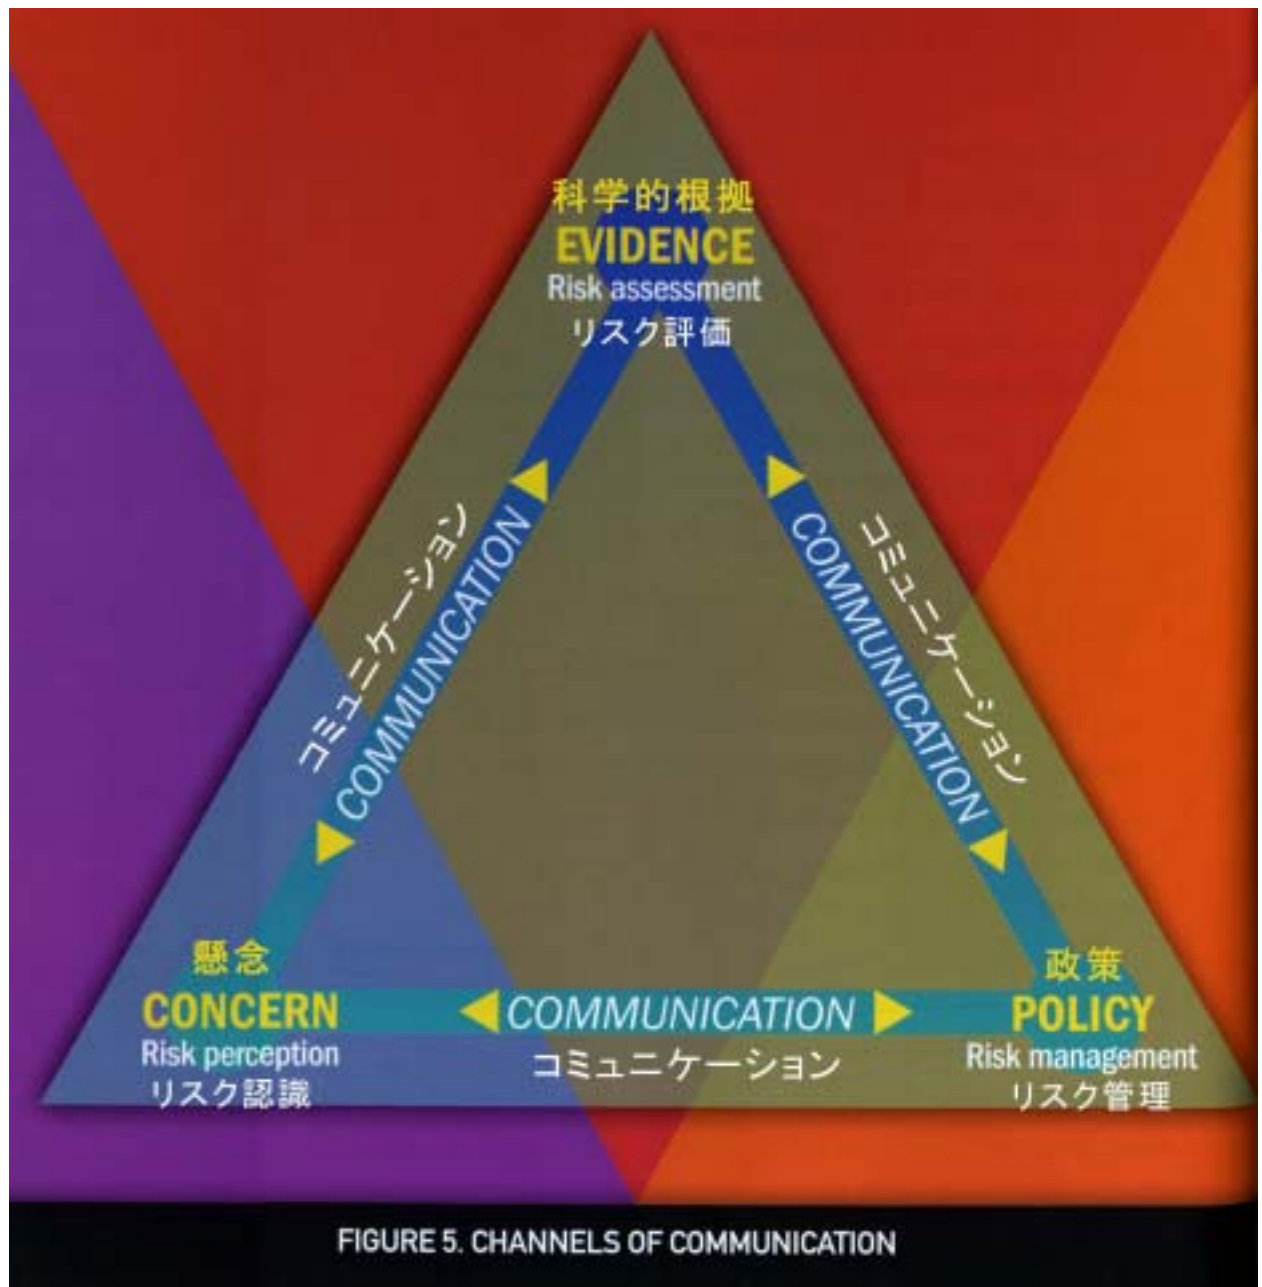 科学的根拠
EVIDENCE
Risk assessment
リスク評価
コミュニケーション
COMMUNICATION
COMMUNICATION
コミュニケーション
懸念
CONCERN
Risk perception
リスク認識
COMMUNICATION
コミュニケーション
政策
POLICY
Risk management
リスク管理
FIGURE 5. CHANNELS OF COMMUNICATION